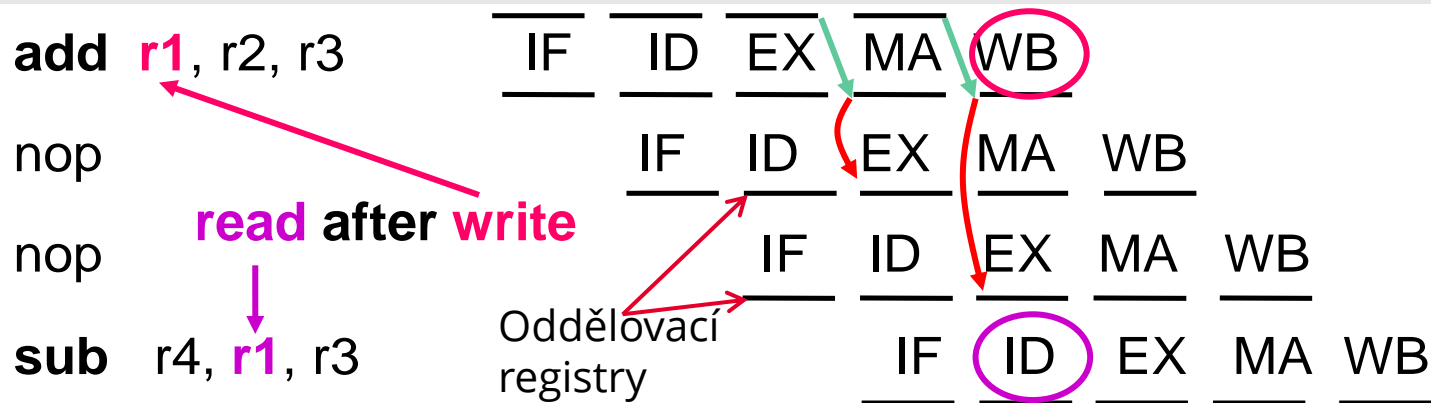 add r1, r2, r3 IF ID EX MA WB
nop IF ID EX MA WB
read after write
nop IF ID EX MA WB
Oddělovací
registry
sub r4, r1, r3 IF ID EX MA WB